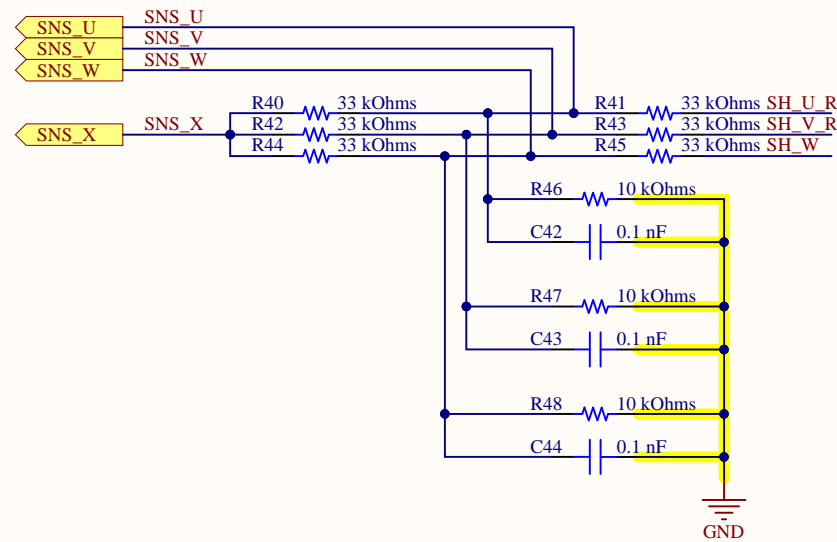 SNS_U SNS_U
SNS_V SNS_V
SNS_W SNS_W
R40 33 kOhms R41 33 kOhms SH_U_R
SNS_X SNS_X R42 33 kOhms R43 33 kOhms SH_V_R
R44 33 kOhms R45 33 kOhms SH_W
R46 10 kOhms
C42 0.1 nF
R47 10 kOhms
C43 0.1 nF
R48 10 kOhms
C44 0.1 nF
GND